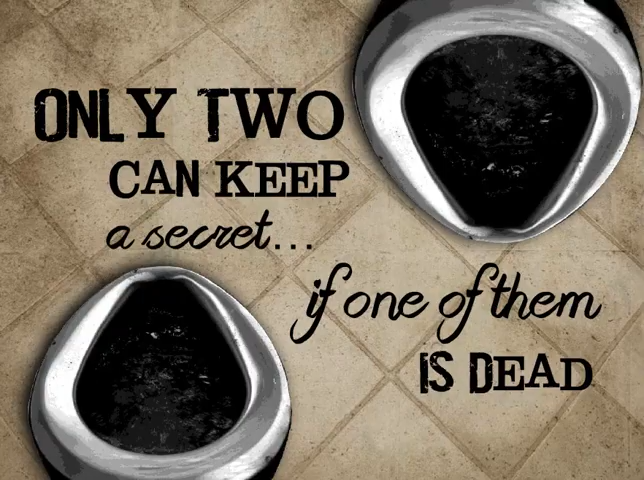 ONLY TWO
CAN KEEP
a secret...
if one of them
IS DEAD